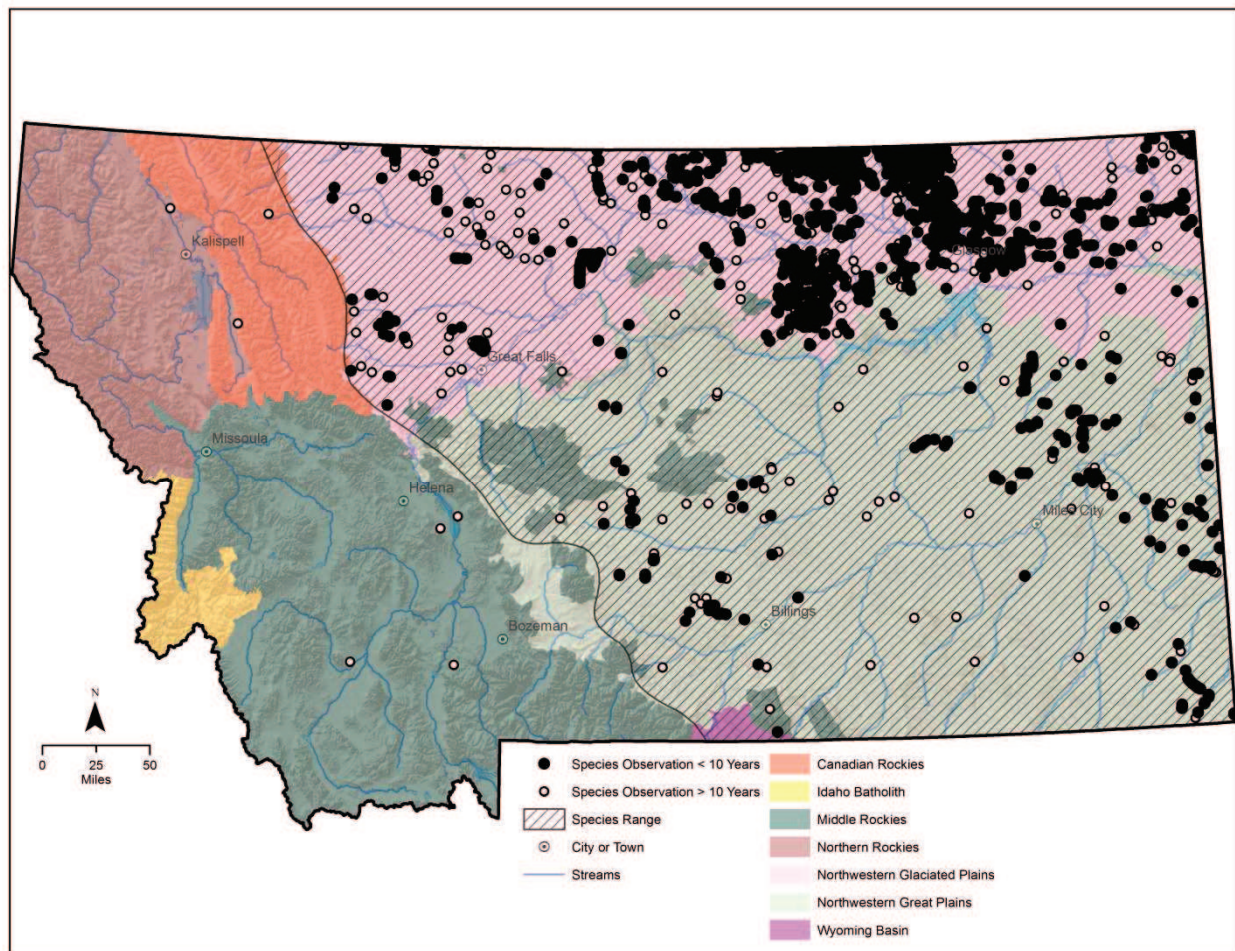 Kalispell
Glasgow
Great Falls
Missoula
Helena
Miles City
Billings
Bozeman
N
0 25 50
Miles
Species Observation < 10 Years
Species Observation > 10 Years
Species Range
City or Town
Streams
Canadian Rockies
Idaho Batholith
Middle Rockies
Northern Rockies
Northwestern Glaciated Plains
Northwestern Great Plains
Wyoming Basin